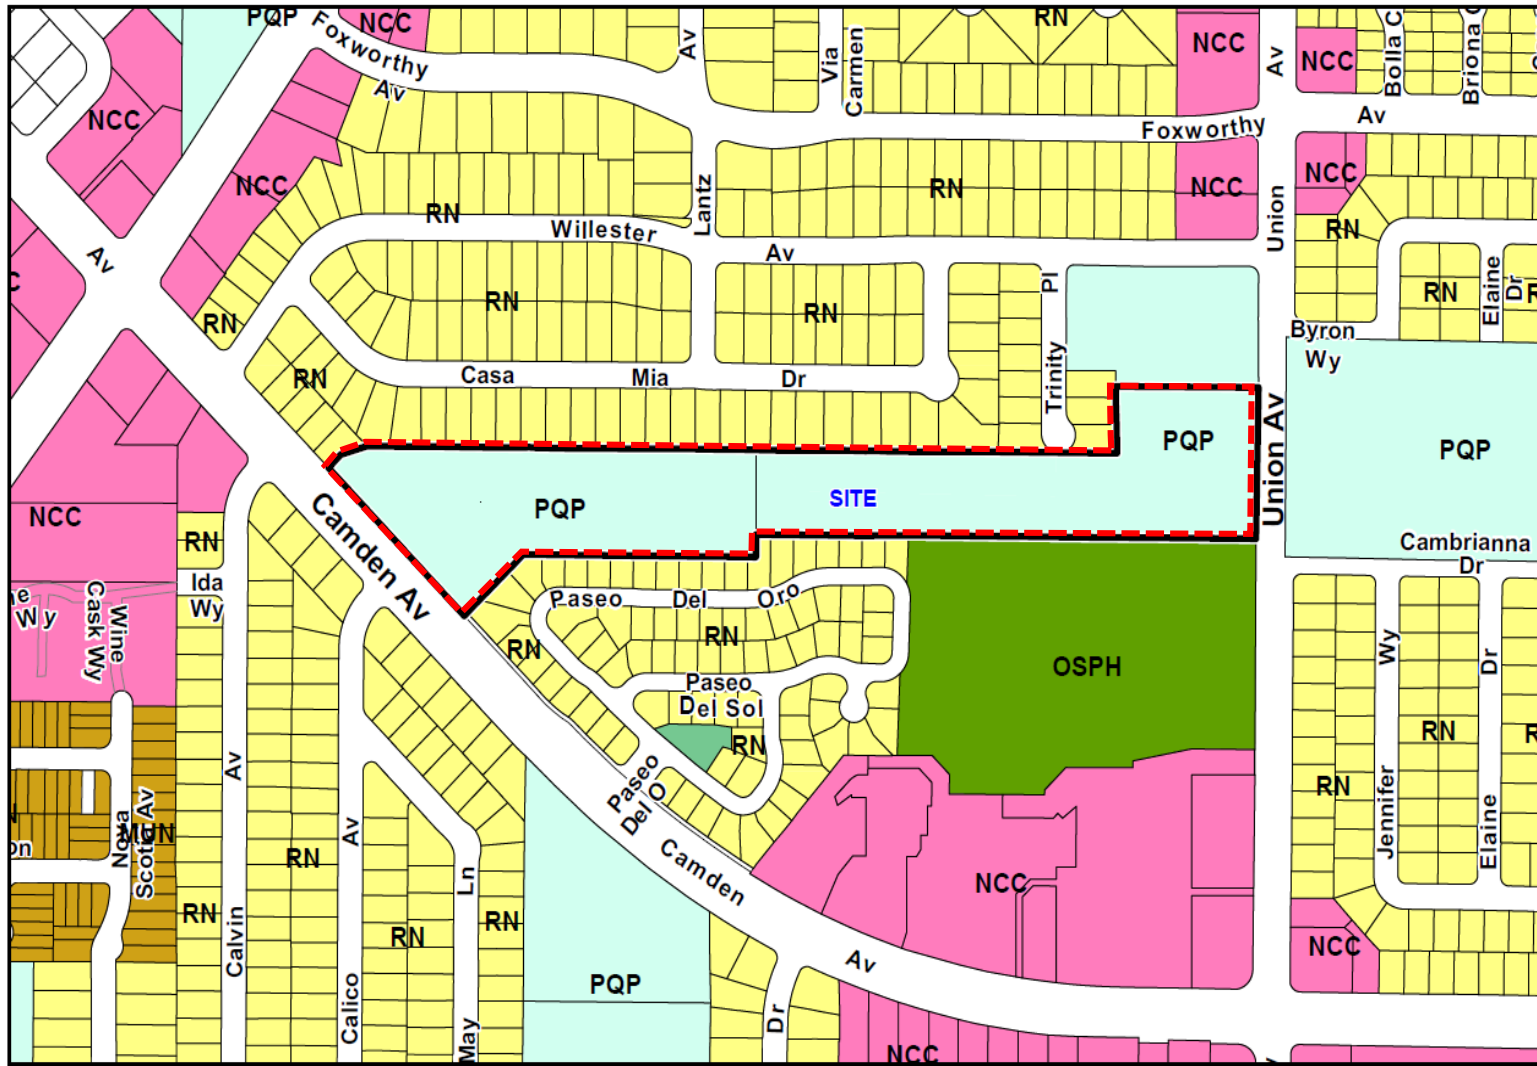 PQP
NCC
RN
Foxworthy
Av
Av
Via
Carmen
NCC
Av
NCC
Bolla C
Briona C
NCC
Foxworthy
Av
NCC
RN
Lantz
RN
NCC
NCC
Union
RN
Willester
Av
Av
RN
RN
RN
Pl
Trinity
RN
Elaine
Dr
Byron
Wy
RN
Casa
Mia
Dr
PQP
Union Av
PQP
NCC
PQP
SITE
Camden Av
RN
Ida
Wy
Wy
Wine
Cask Wy
Cambrianna
Dr
Paseo
Del
Oro
RN
RN
OSPH
Paseo
Del Sol
RN
Wy
Jennifer
Dr
Elaine
RN
RN
Paseo
Del O
Nova
Scotia Av
MUN
Av
Calvin
RN
Av
Calico
RN
RN
Ln
May
RN
Camden
Av
NCC
NCC
PQP
Dr
NCC